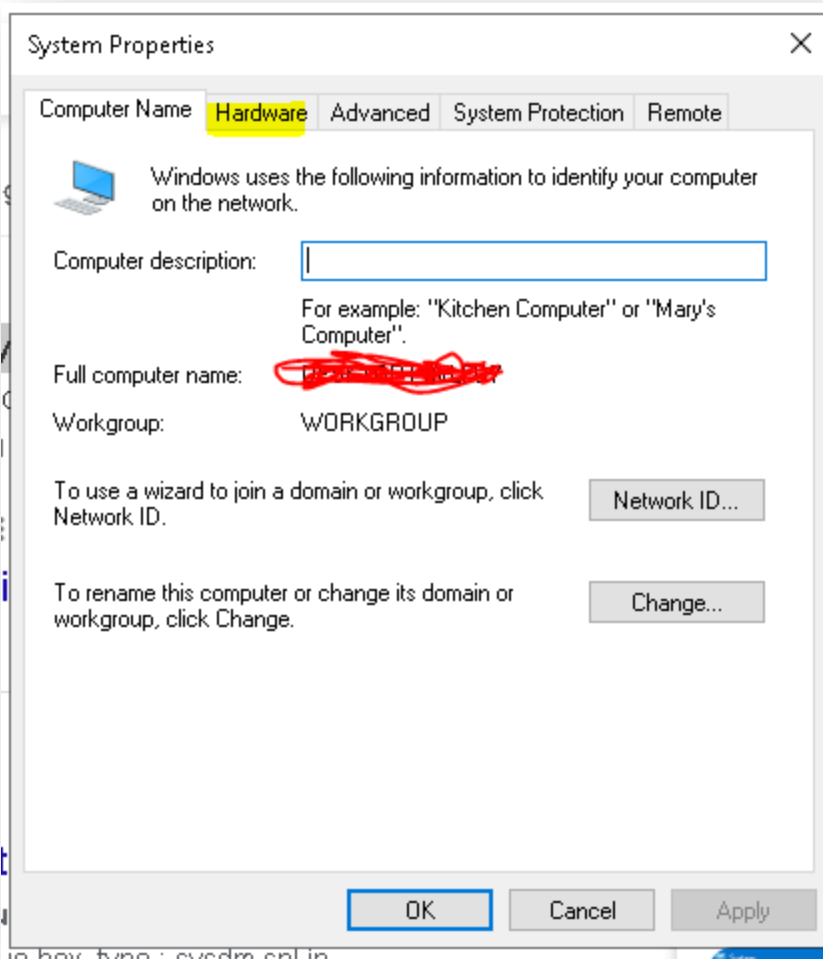 System Properties
Computer Name Hardware Advanced System Protection Remote
Windows uses the following information to identify your computer
on the network.
Computer description:
For example: "Kitchen Computer" or "Mary's
Computer".
Full computer name:
Workgroup: WORKGROUP
To use a wizard to join a domain or workgroup, click
Network ID.
Network ID...
To rename this computer or change its domain or
workgroup, click Change.
Change...
OK Cancel Apply